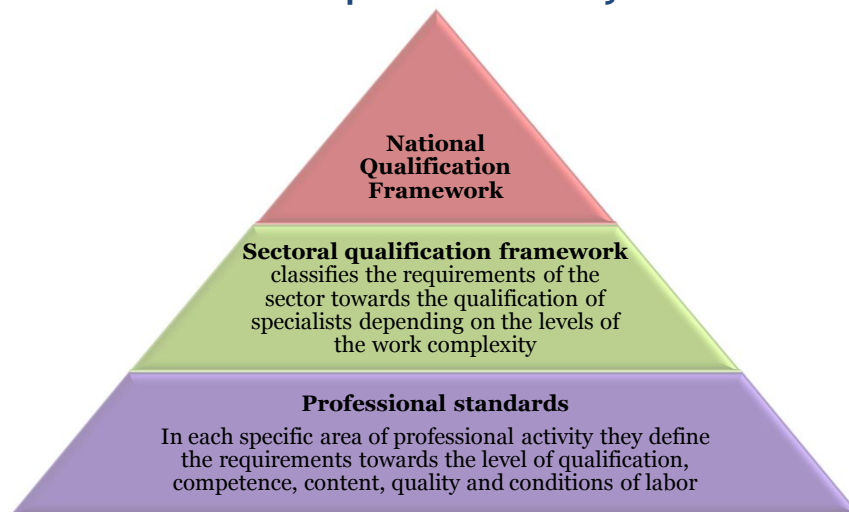 National
Qualification
Framework
Sectoral qualification framework
classifies the requirements of the
sector towards the qualification of
specialists depending on the levels of
the work complexity
Professional standards
In each specific area of professional activity they define
the requirements towards the level of qualification,
competence, content, quality and conditions of labor